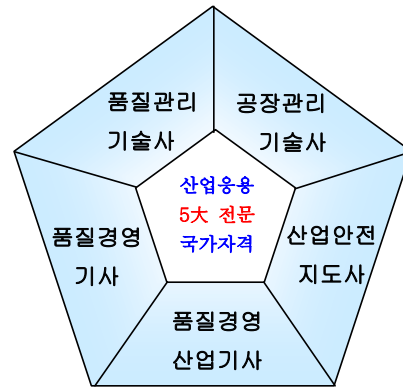 품질관리
기술사
공장관리
기술사
산업응용
5大 전문
국가자격
품질경영
기사
산업안전
지도사
품질경영
산업기사